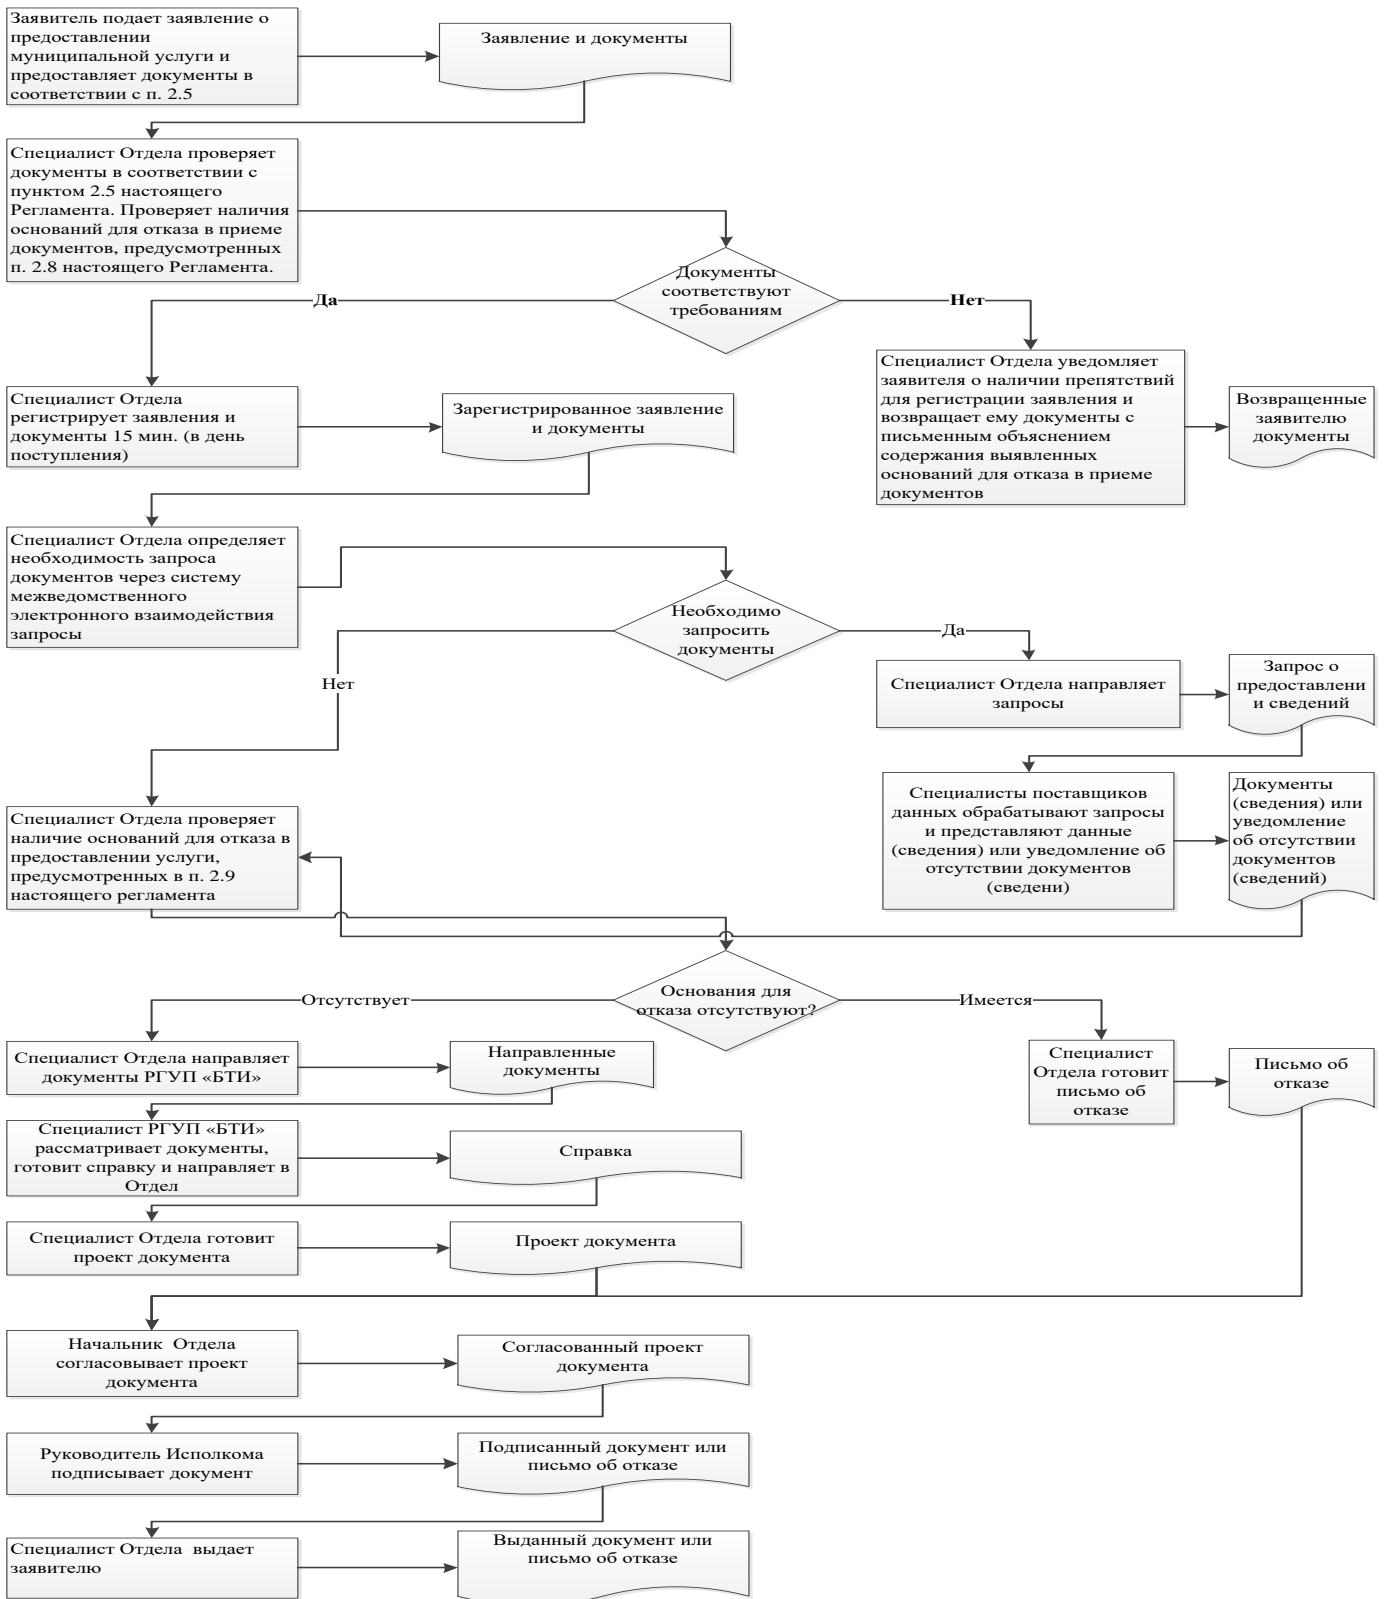 Заявитель подает заявление о
предоставлении
муниципальной услуги и
предоставляет документы в
соответствии с п. 2.5
Заявление и документы
Специалист Отдела проверяет
документы в соответствии с
пунктом 2.5 настоящего
Регламента. Проверяет наличия
оснований для отказа в приеме
документов, предусмотренных
п. 2.8 настоящего Регламента.
Документы
соответствуют
требованиям
Да
Нет
Специалист Отдела
регистрирует заявления и
документы 15 мин. (в день
поступления)
Зарегистрированное заявление
и документы
Специалист Отдела уведомляет
заявителя о наличии препятствий
для регистрации заявления и
возвращает ему документы с
письменным объяснением
содержания выявленных
оснований для отказа в приеме
документов
Возвращенные
заявителю
документы
Специалист Отдела определяет
необходимость запроса
документов через систему
межведомственного
электронного взаимодействия
запросы
Необходимо
запросить
документы
Да
Нет
Специалист Отдела направляет
запросы
Запрос о
предоставлени
и сведений
Специалисты поставщиков
данных обрабатывают запросы
и представляют данные
(сведения) или уведомление об
отсутствии документов
(сведени)
Документы
(сведения) или
уведомление
об отсутствии
документов
(сведений)
Специалист Отдела проверяет
наличие оснований для отказа в
предоставлении услуги,
предусмотренных в п. 2.9
настоящего регламента
Основания для
отказа отсутствуют?
Отсутствует
Имеется
Специалист Отдела направляет
документы РГУП «БТИ»
Направленные
документы
Специалист
Отдела готовит
письмо об
отказе
Письмо об
отказе
Специалист РГУП «БТИ»
рассматривает документы,
готовит справку и направляет в
Отдел
Справка
Специалист Отдела готовит
проект документа
Проект документа
Начальник  Отдела
согласовывает проект
документа
Согласованный проект
документа
Руководитель Исполкома
подписывает документ
Подписанный документ или
письмо об отказе
Специалист Отдела  выдает
заявителю
Выданный документ или
письмо об отказе